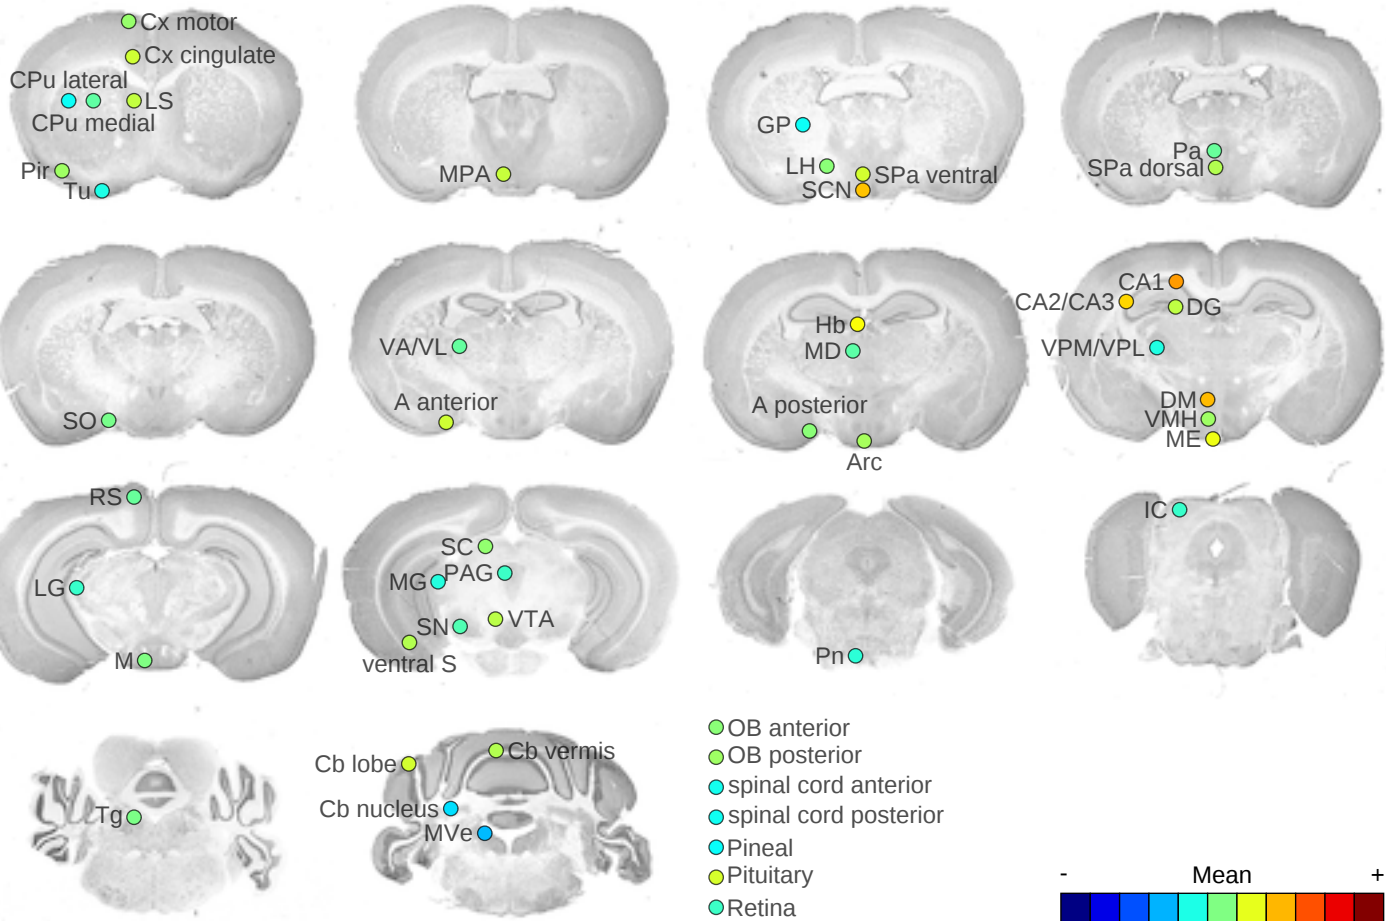 Cx motor
Cx cingulate
CPu lateral
LS
CPu medial
Pir
Tu
MPA
GP
LH
SPa ventral
SCN
Pa
SPa dorsal
SO
VA/VL
A anterior
Hb
MD
A posterior
Arc
CA1
CA2/CA3
DG
VPM/VPL
DM
VMH
ME
RS
LG
M
SC
PAG
MG
VTA
SN
ventral S
Pn
IC
Tg
Cb vermis
Cb lobe
Cb nucleus
MVe
OB anterior
OB posterior
spinal cord anterior
spinal cord posterior
Pineal
Pituitary
Retina
- Mean +